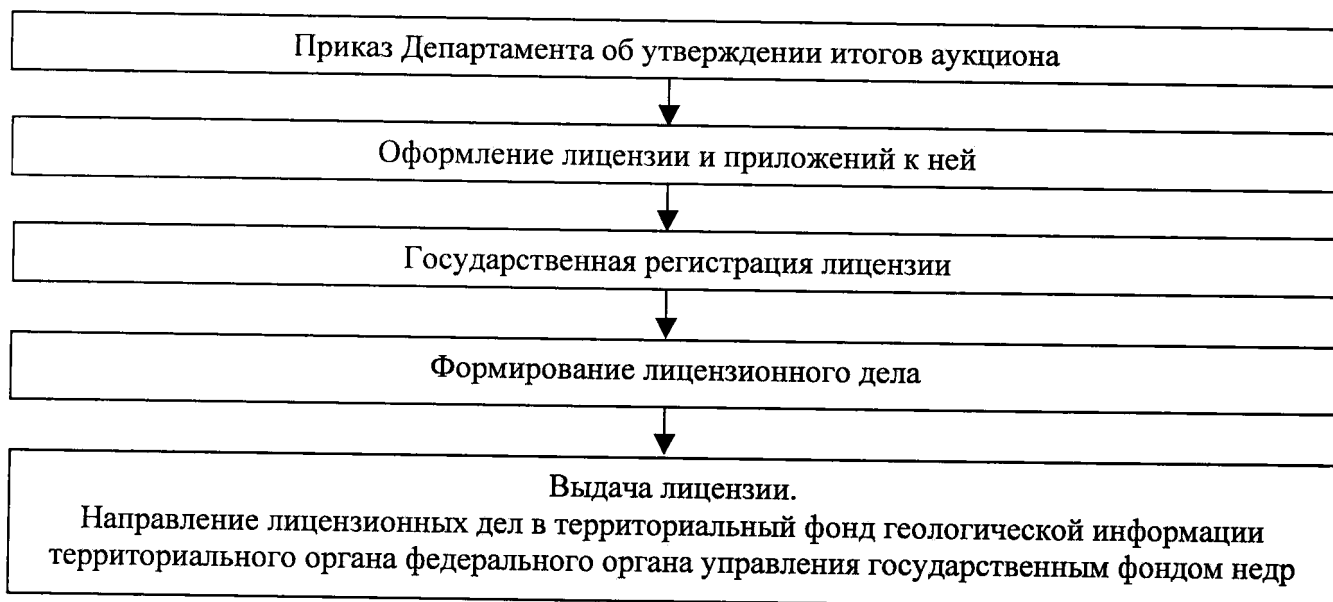 Приказ Департамента об утверждении итогов аукциона
Оформление лицензии и приложений к ней
Государственная регистрация лицензии
Формирование лицензионного дела
Выдача лицензии.
Направление лицензионных дел в территориальный фонд геологической информации
территориального органа федерального органа управления государственным фондом недр